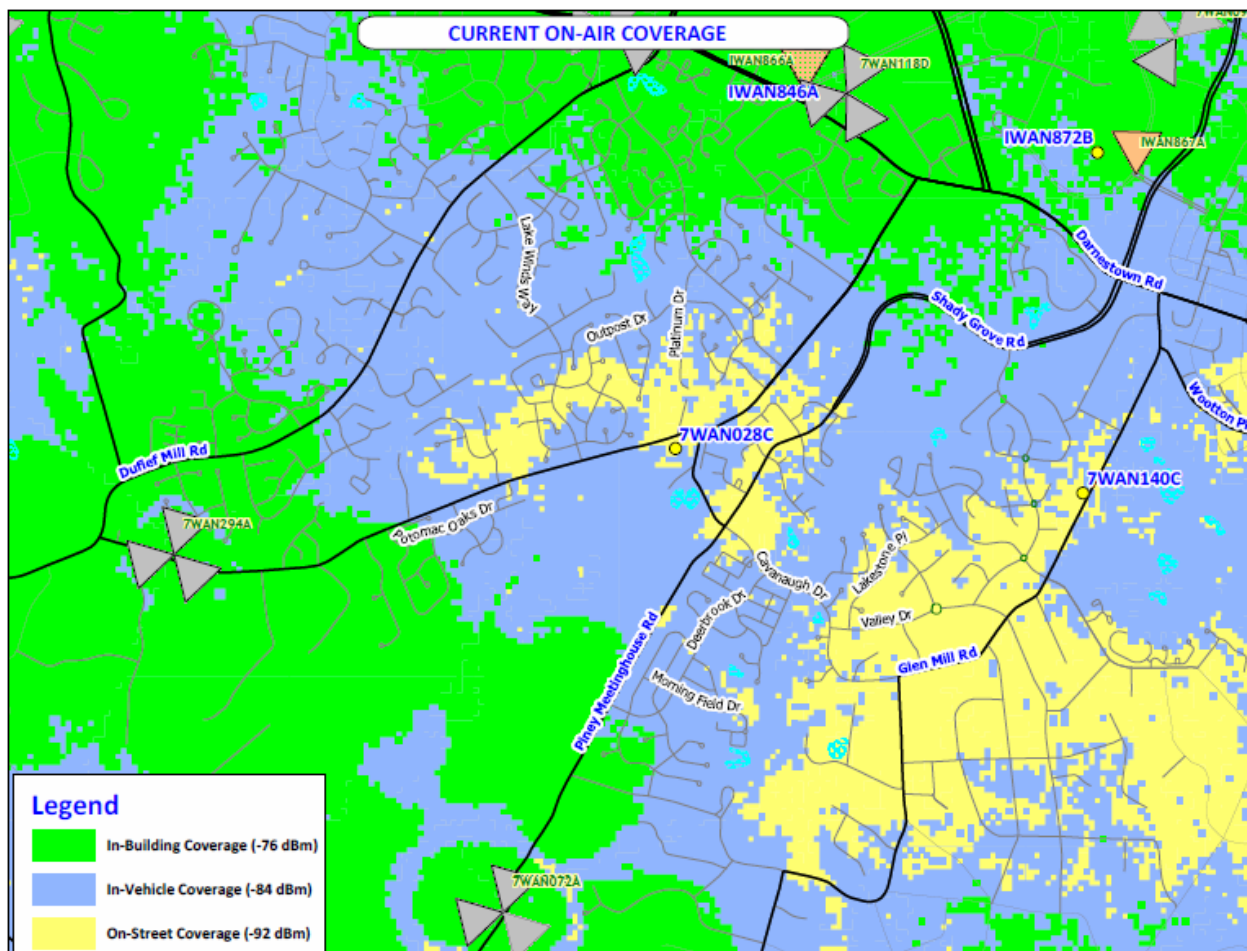 CURRENT ON-AIR COVERAGE
IWAN866A
7WAN118D
IWAN846A
IWAN872B
IWAN867A
Darnestown Rd
Shady Grove Rd
Lake Winds Way
Outpost Dr
Platinum Dr
Wootton
7WAN028C
Dufief Mill Rd
7WAN140C
7WAN294A
Potomac Oaks Dr
Cavanaugh Dr
Lakestone Pl
Deerbrook Dr
Valley Dr
Glen Mill Rd
Piney Meetinghouse Rd
Morning Field Dr
Legend
In-Building Coverage (-76 dBm)
In-Vehicle Coverage (-84 dBm)
7WAN072A
On-Street Coverage (-92 dBm)